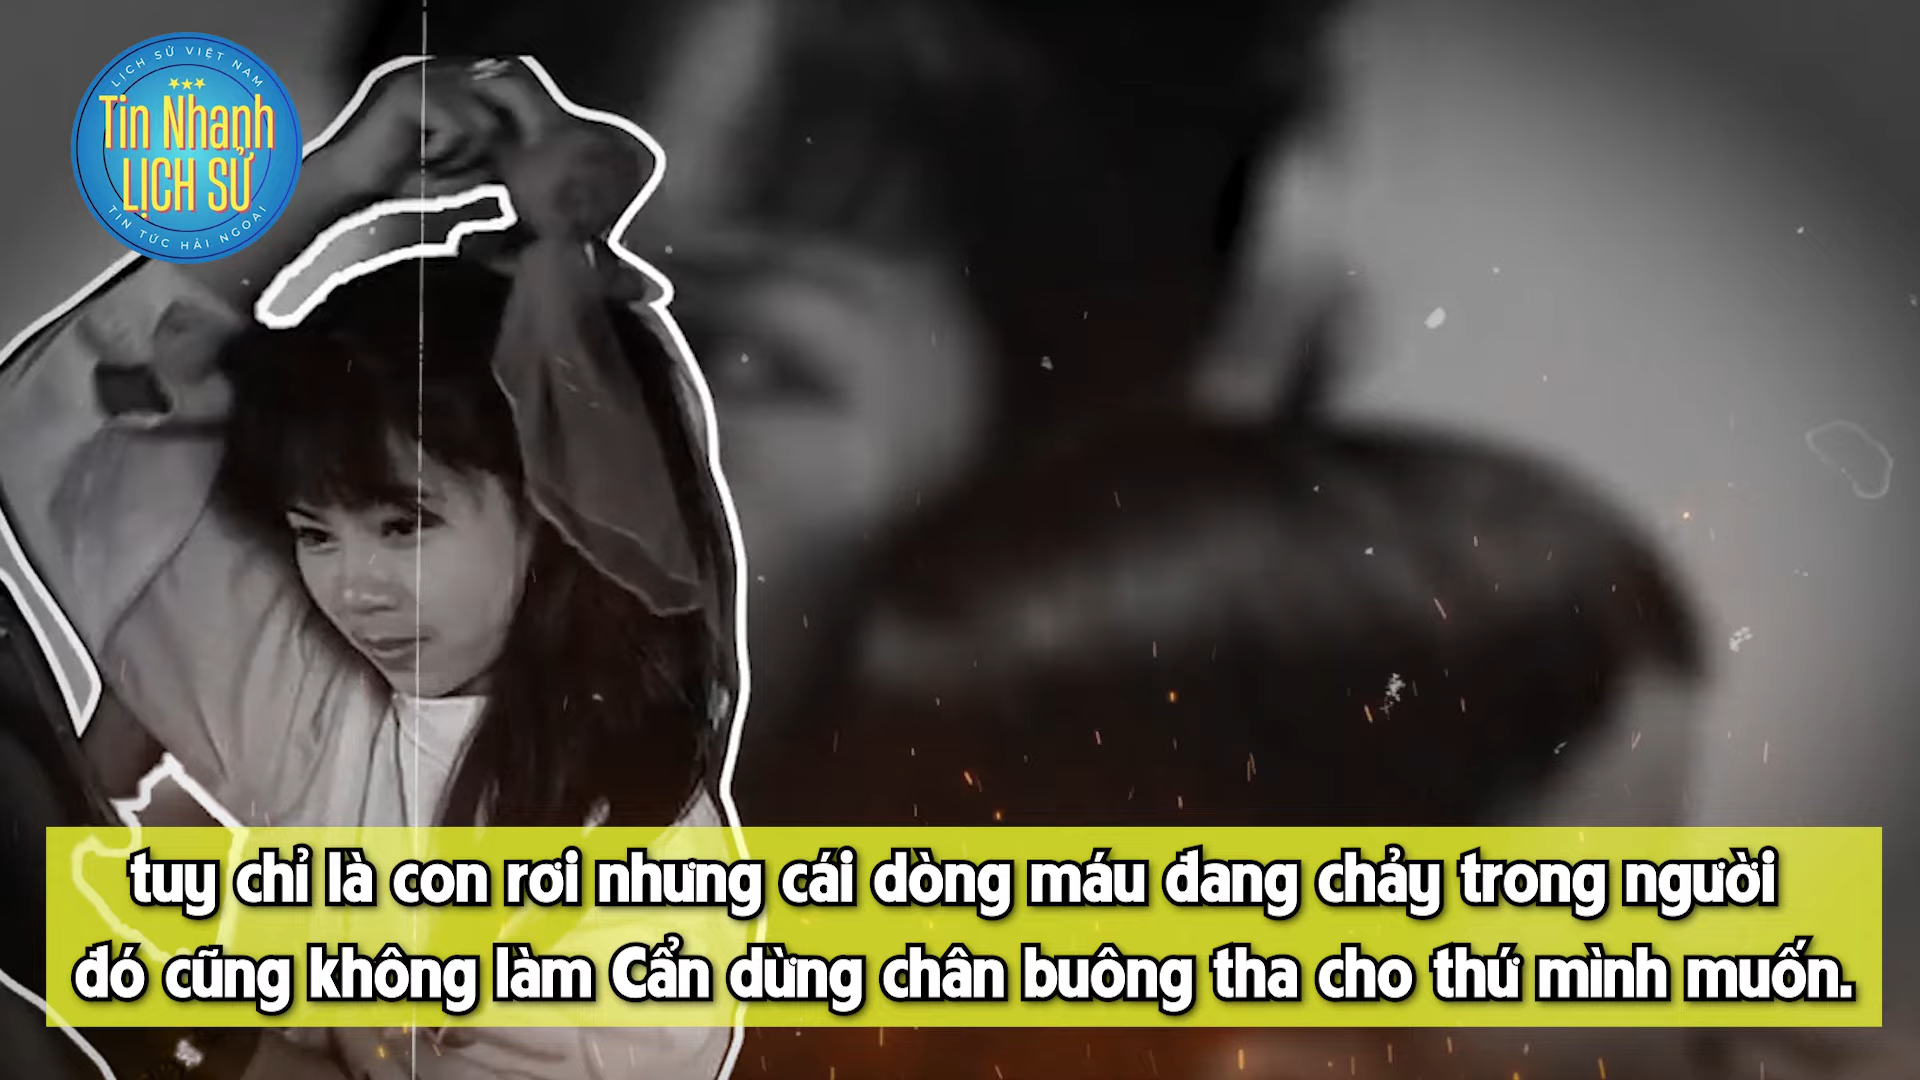 LỊCH SỬ VIỆT NAM
Tin Nhanh
LỊCH SỬ
TIN TỨC HẢI NGOẠI
tuy chỉ là con rơi nhưng cái dòng máu đang chảy trong người
đó cũng không làm Cẩn dừng chân buông tha cho thứ mình muốn.